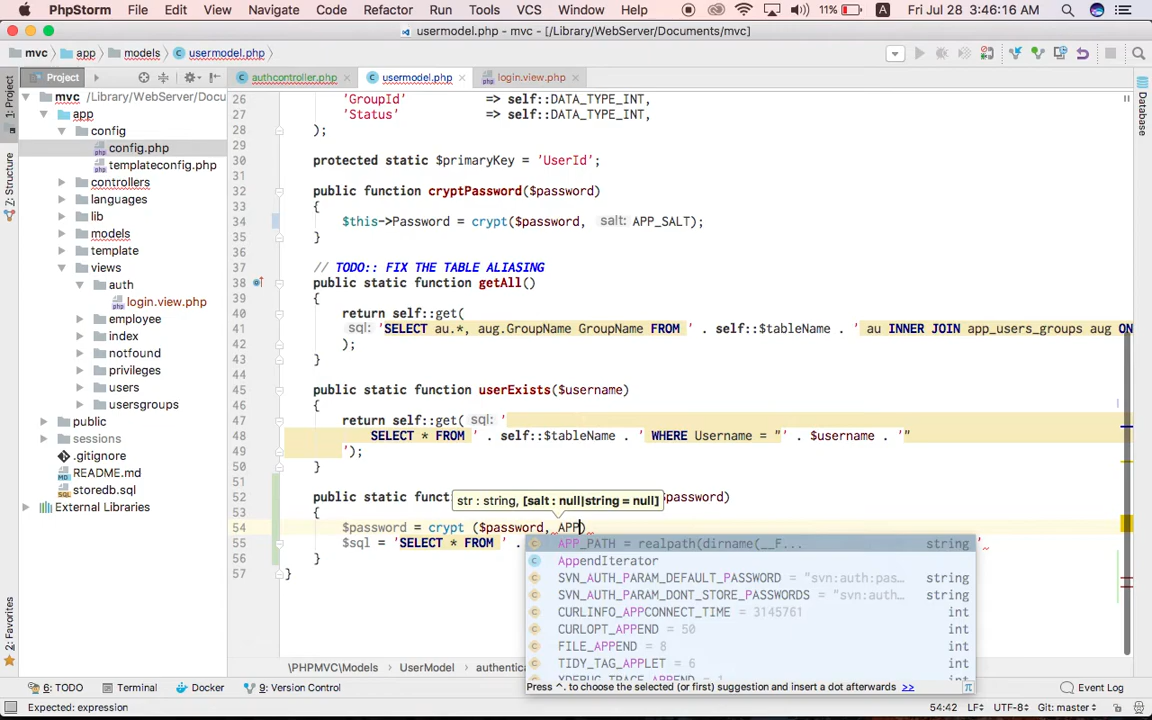 PhpStorm File Edit View Navigate Code Refactor Run Tools VCS Window Help 11% A Fri Jul 28 3:46:16 AM
usermodel.php - mvc - [/Library/WebServer/Documents/mvc]
mvc app models usermodel.php
Project authcontroller.php usermodel.php login.view.php
1: Project
Z: Structure
2: Favorites
Database
mvc /Library/WebServer/Docu
app
config
config.php
templateconfig.php
controllers
languages
lib
models
template
views
auth
login.view.php
employee
index
notfound
privileges
users
usersgroups
public
sessions
.gitignore
README.md
storedb.sql
External Libraries
26 'GroupId' => self::DATA_TYPE_INT,
27 'Status' => self::DATA_TYPE_INT,
28 );
29
30 protected static $primaryKey = 'UserId';
31
32 public function cryptPassword($password)
33 {
34 $this->Password = crypt($password, salt: APP_SALT);
35 }
36
37 // TODO:: FIX THE TABLE ALIASING
38 public static function getAll()
39 {
40 return self::get(
41 sql: 'SELECT au.*, aug.GroupName GroupName FROM ' . self::$tableName . ' au INNER JOIN app_users_groups aug ON
42 );
43 }
44
45 public static function userExists($username)
46 {
47 return self::get( sql: '
48 SELECT * FROM ' . self::$tableName . ' WHERE Username = "' . $username . '"
49 ');
50 }
51
52 public static funct password)
str : string, [salt : null|string = null]
53 {
54 $password = crypt ($password, APP)
55 $sql = 'SELECT * FROM ' . '
56 }
57 }
APP_PATH = realpath(dirname(__F... string
AppendIterator
SVN_AUTH_PARAM_DEFAULT_PASSWORD = "svn:auth:pas... string
SVN_AUTH_PARAM_DONT_STORE_PASSWORDS = "svn:auth... string
CURLINFO_APPCONNECT_TIME = 3145761 int
CURLOPT_APPEND = 50 int
FILE_APPEND = 8 int
TIDY_TAG_APPLET = 6 int
Press ^. to choose the selected (or first) suggestion and insert a dot afterwards >> π
\PHPMVC\Models UserModel authentic
6: TODO Terminal Docker 9: Version Control Event Log
Expected: expression 54:42 LF÷ UTF-8÷ Git: master÷